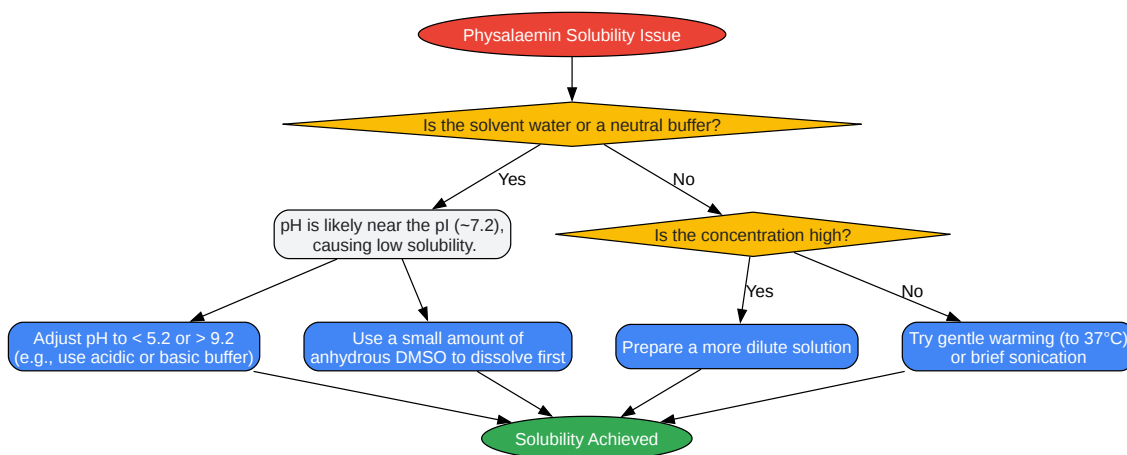 Physalaemin Solubility Issue
Is the solvent water or a neutral buffer?
Yes
No
pH is likely near the pI (~7.2),
causing low solubility.
Is the concentration high?
Yes
No
Adjust pH to < 5.2 or > 9.2
(e.g., use acidic or basic buffer)
Use a small amount of
anhydrous DMSO to dissolve first
Prepare a more dilute solution
Try gentle warming (to 37°C)
or brief sonication
Solubility Achieved